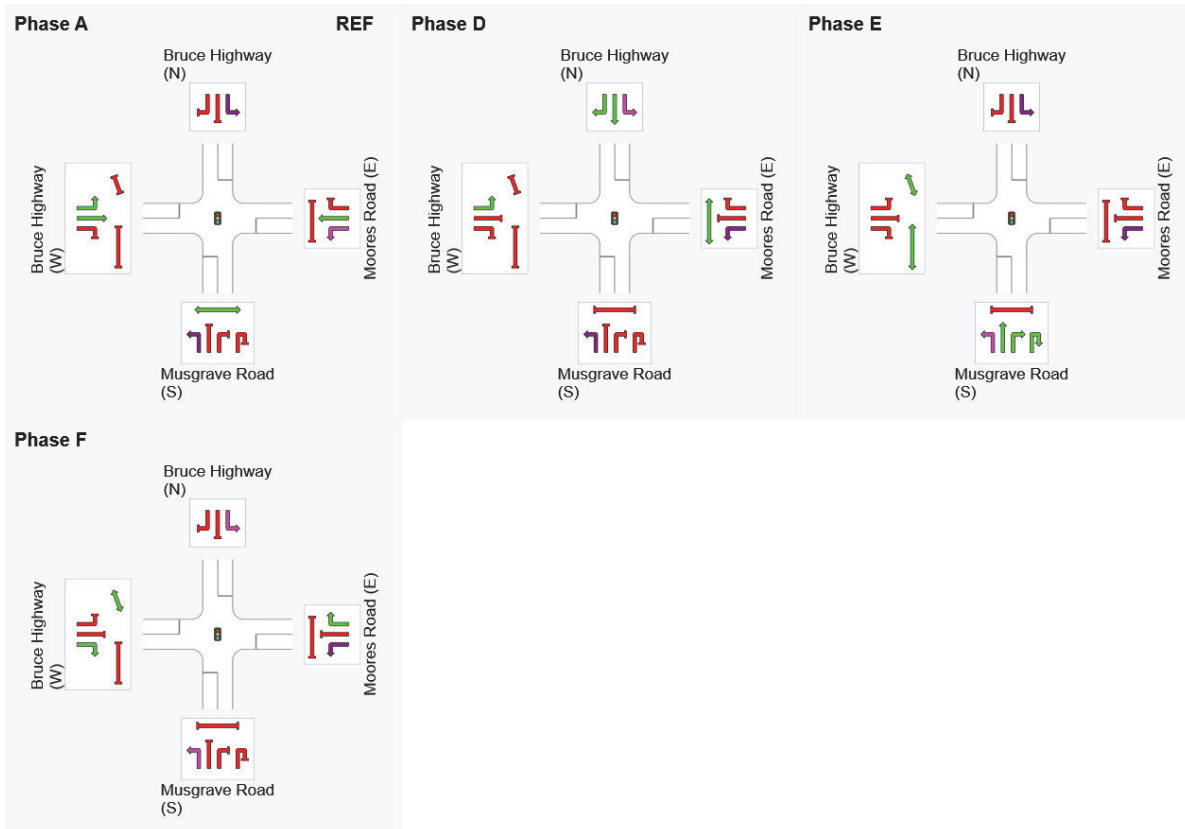 Phase A
REF
Bruce Highway
(N)
Bruce Highway
(W)
Moores Road (E)
Musgrave Road
(S)
Phase D
Bruce Highway
(N)
Bruce Highway
(W)
Moores Road (E)
Musgrave Road
(S)
Phase E
Bruce Highway
(N)
Bruce Highway
(W)
Moores Road (E)
Musgrave Road
(S)
Phase F
Bruce Highway
(N)
Bruce Highway
(W)
Moores Road (E)
Musgrave Road
(S)